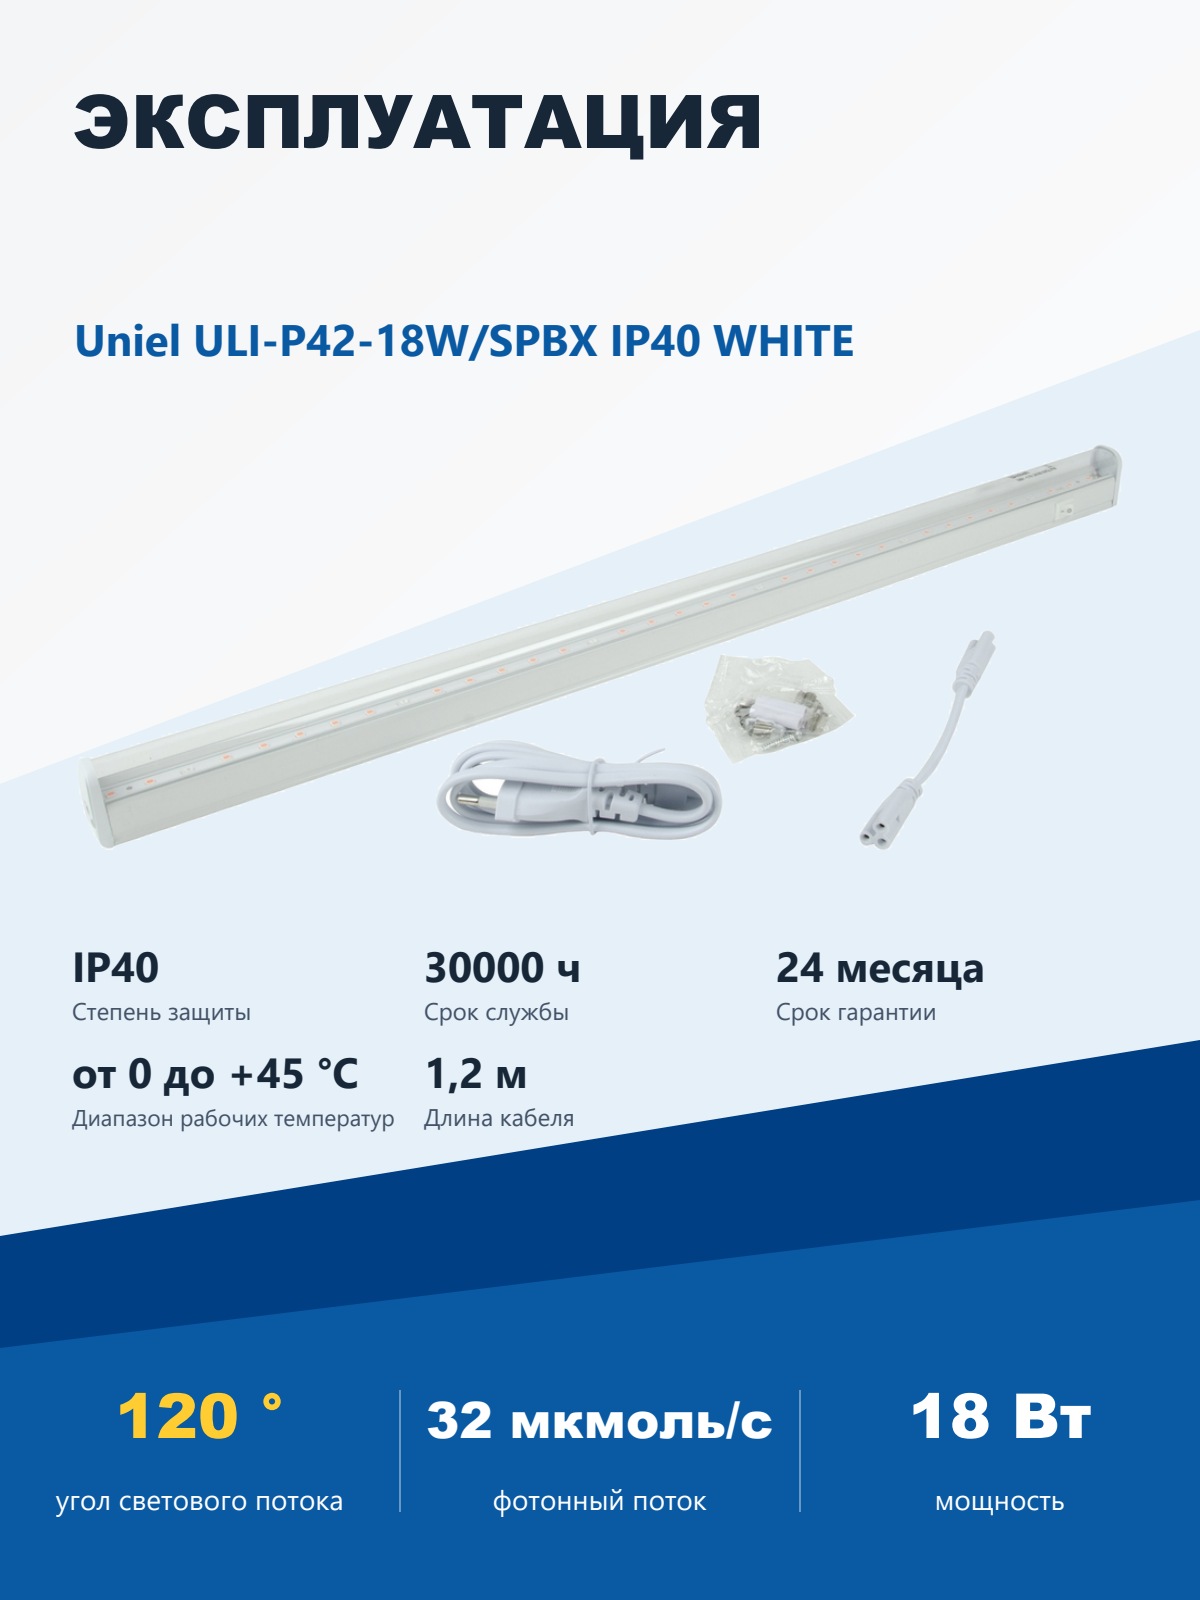 ЭКСПЛУАТАЦИЯ
Uniel ULI-P42-18W/SPBX IP40 WHITE
IP40
Степень защиты
30000 ч
Срок службы
24 месяца
Срок гарантии
от 0 до +45 °C
Диапазон рабочих температур
1,2 м
Длина кабеля
120 °
угол светового потока
32 мкмоль/с
фотонный поток
18 Вт
мощность